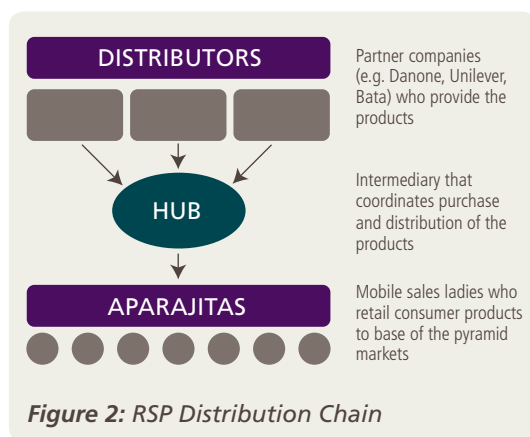 DISTRIBUTORS
Partner companies
(e.g. Danone, Unilever,
Bata) who provide the
products
HUB
Intermediary that
coordinates purchase
and distribution of the
products
APARAJITAS
Mobile sales ladies who
retail consumer products
to base of the pyramid
markets
Figure 2: RSP Distribution Chain